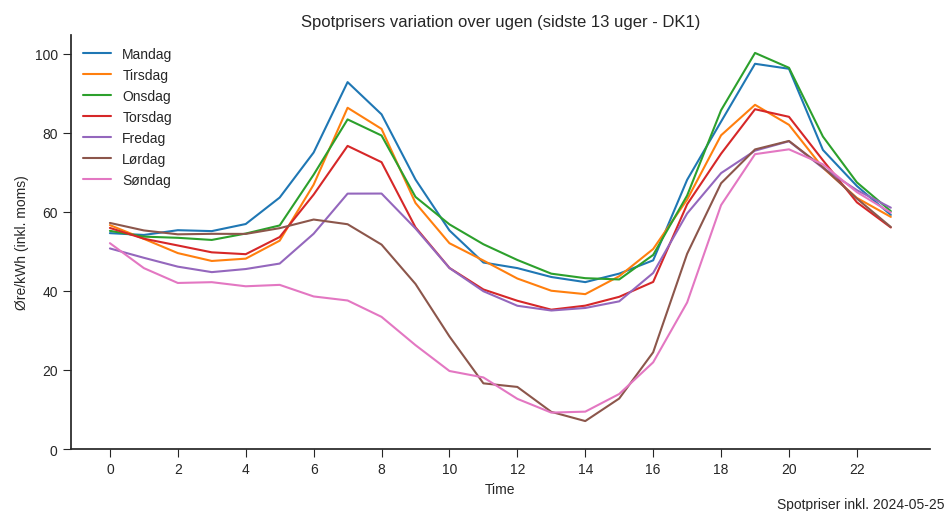 Spotprisers variation over ugen (sidste 13 uger - DK1)
Mandag
Tirsdag
Onsdag
Torsdag
Fredag
Lørdag
Søndag
Øre/kWh (inkl. moms)
100
80
60
40
20
0
0 2 4 6 8 10 12 14 16 18 20 22
Time
Spotpriser inkl. 2024-05-25